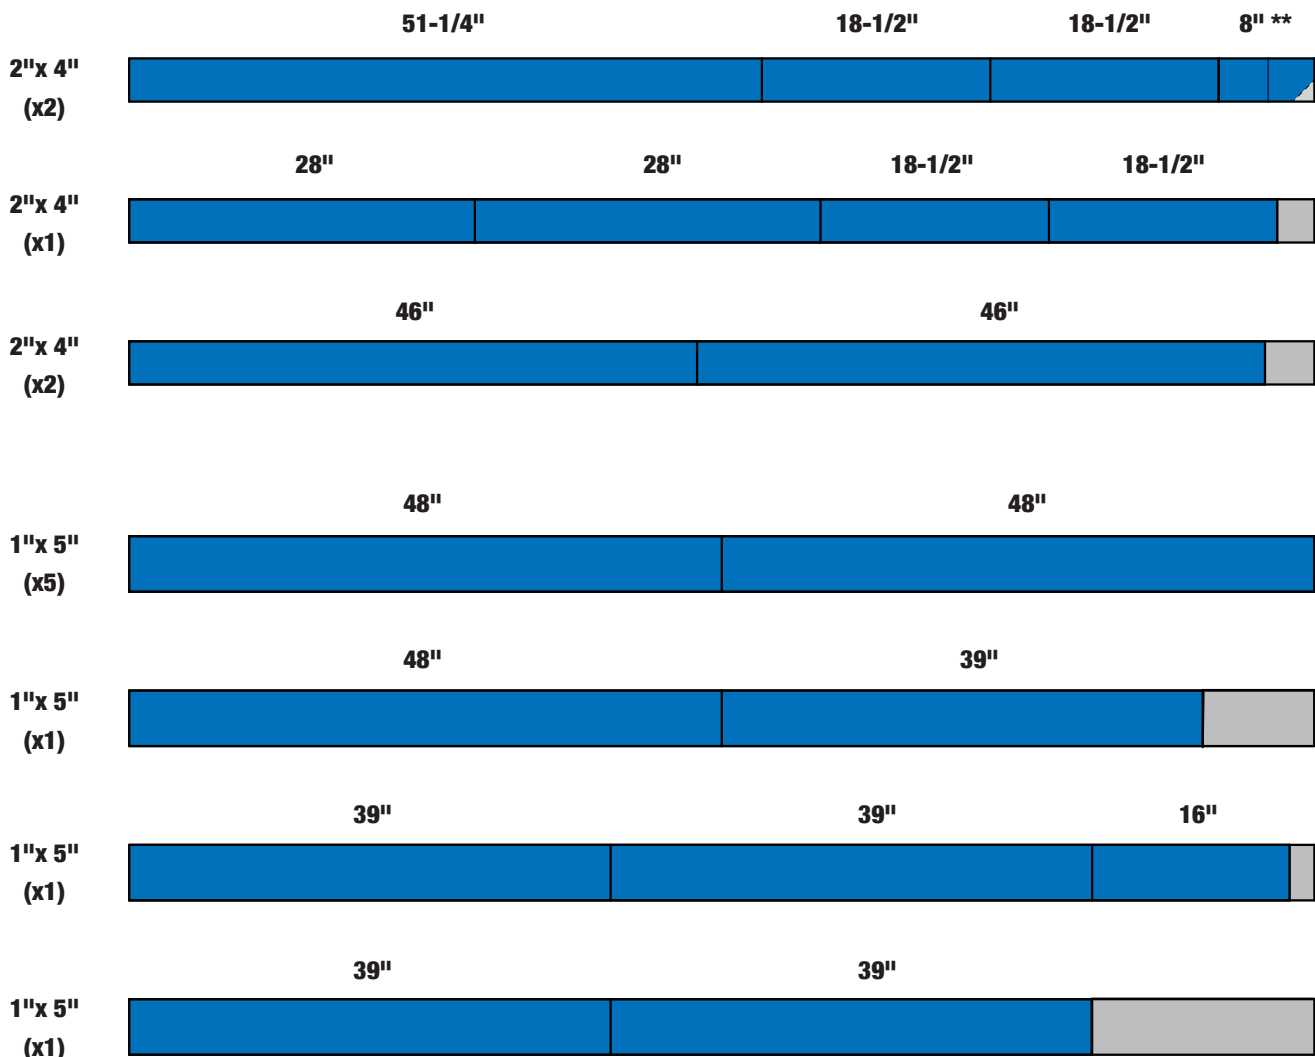 51-1/4" 18-1/2" 18-1/2" 8" **
2"x 4"
(x2)
28" 28" 18-1/2" 18-1/2"
2"x 4"
(x1)
46" 46"
2"x 4"
(x2)
48" 48"
1"x 5"
(x5)
48" 39"
1"x 5"
(x1)
39" 39" 16"
1"x 5"
(x1)
39" 39"
1"x 5"
(x1)